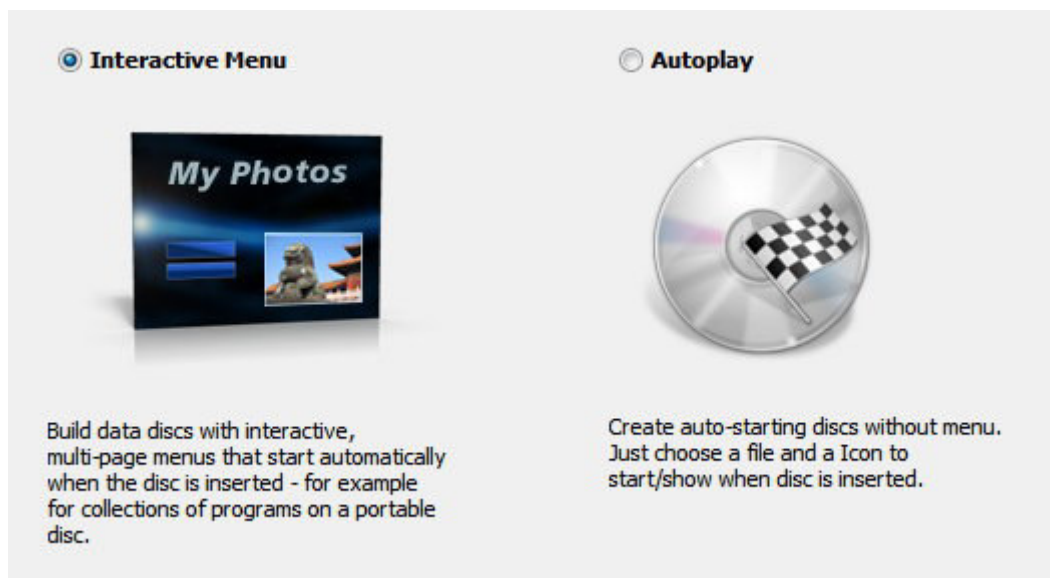 Interactive Menu
My Photos
Build data discs with interactive,
multi-page menus that start automatically
when the disc is inserted - for example
for collections of programs on a portable
disc.
Autoplay
Create auto-starting discs without menu.
Just choose a file and a Icon to
start/show when disc is inserted.